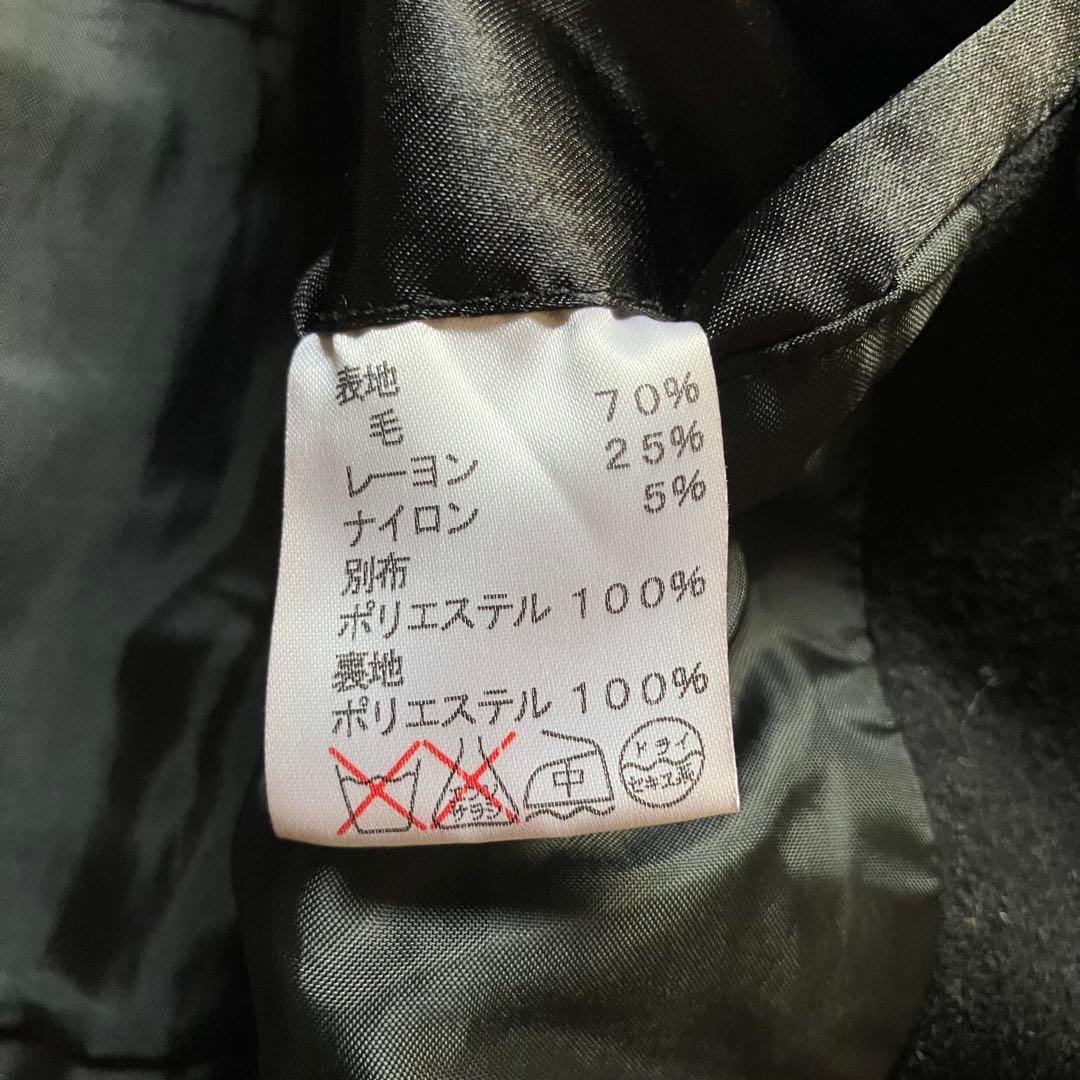 表地
毛 70%
レーヨン 25%
ナイロン 5%
別布
ポリエステル 100%
裏地
ポリエステル 100%
エンソ
サラシ
中
ドライ
セキユ系